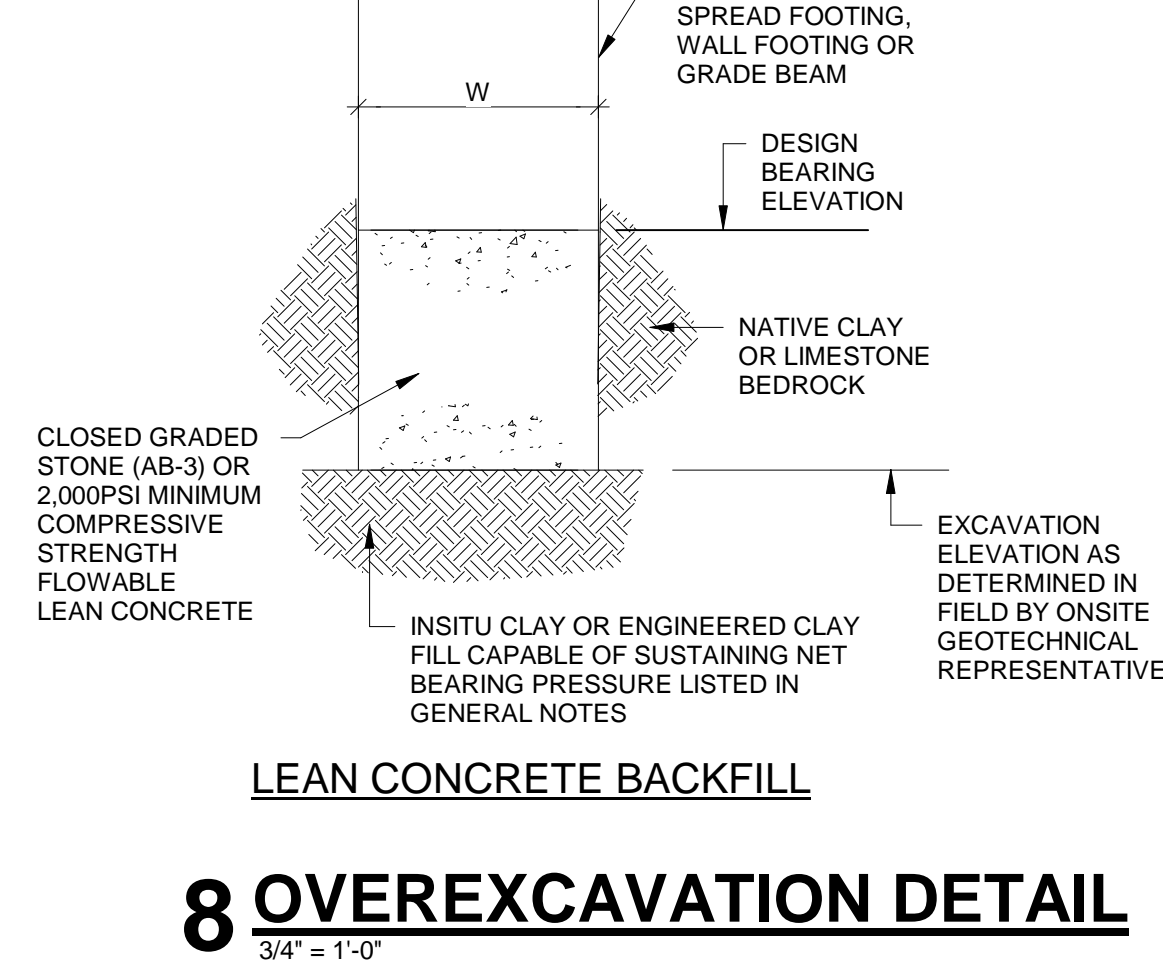 SPREAD FOOTING,
WALL FOOTING OR
GRADE BEAM
W
DESIGN
BEARING
ELEVATION
NATIVE CLAY
OR LIMESTONE
BEDROCK
CLOSED GRADED
STONE (AB-3) OR
2,000PSI MINIMUM
COMPRESSIVE
STRENGTH
FLOWABLE
LEAN CONCRETE
EXCAVATION
ELEVATION AS
DETERMINED IN
FIELD BY ONSITE
GEOTECHNICAL
REPRESENTATIVE
INSITU CLAY OR ENGINEERED CLAY
FILL CAPABLE OF SUSTAINING NET
BEARING PRESSURE LISTED IN
GENERAL NOTES
LEAN CONCRETE BACKFILL
8 OVEREXCAVATION DETAIL
3/4" = 1'-0"